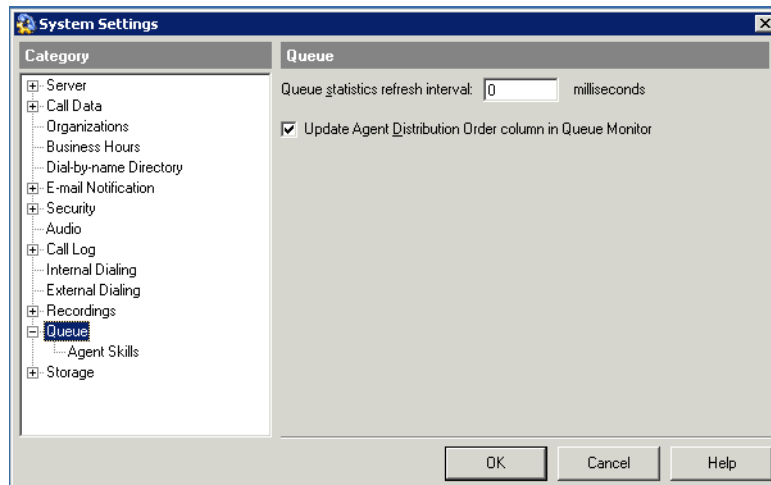 System Settings
Category
Queue
Server
Call Data
Organizations
Business Hours
Dial-by-name Directory
E-mail Notification
Security
Audio
Call Log
Internal Dialing
External Dialing
Recordings
Queue
Agent Skills
Storage
Queue statistics refresh interval: 0 milliseconds
Update Agent Distribution Order column in Queue Monitor
OK Cancel Help